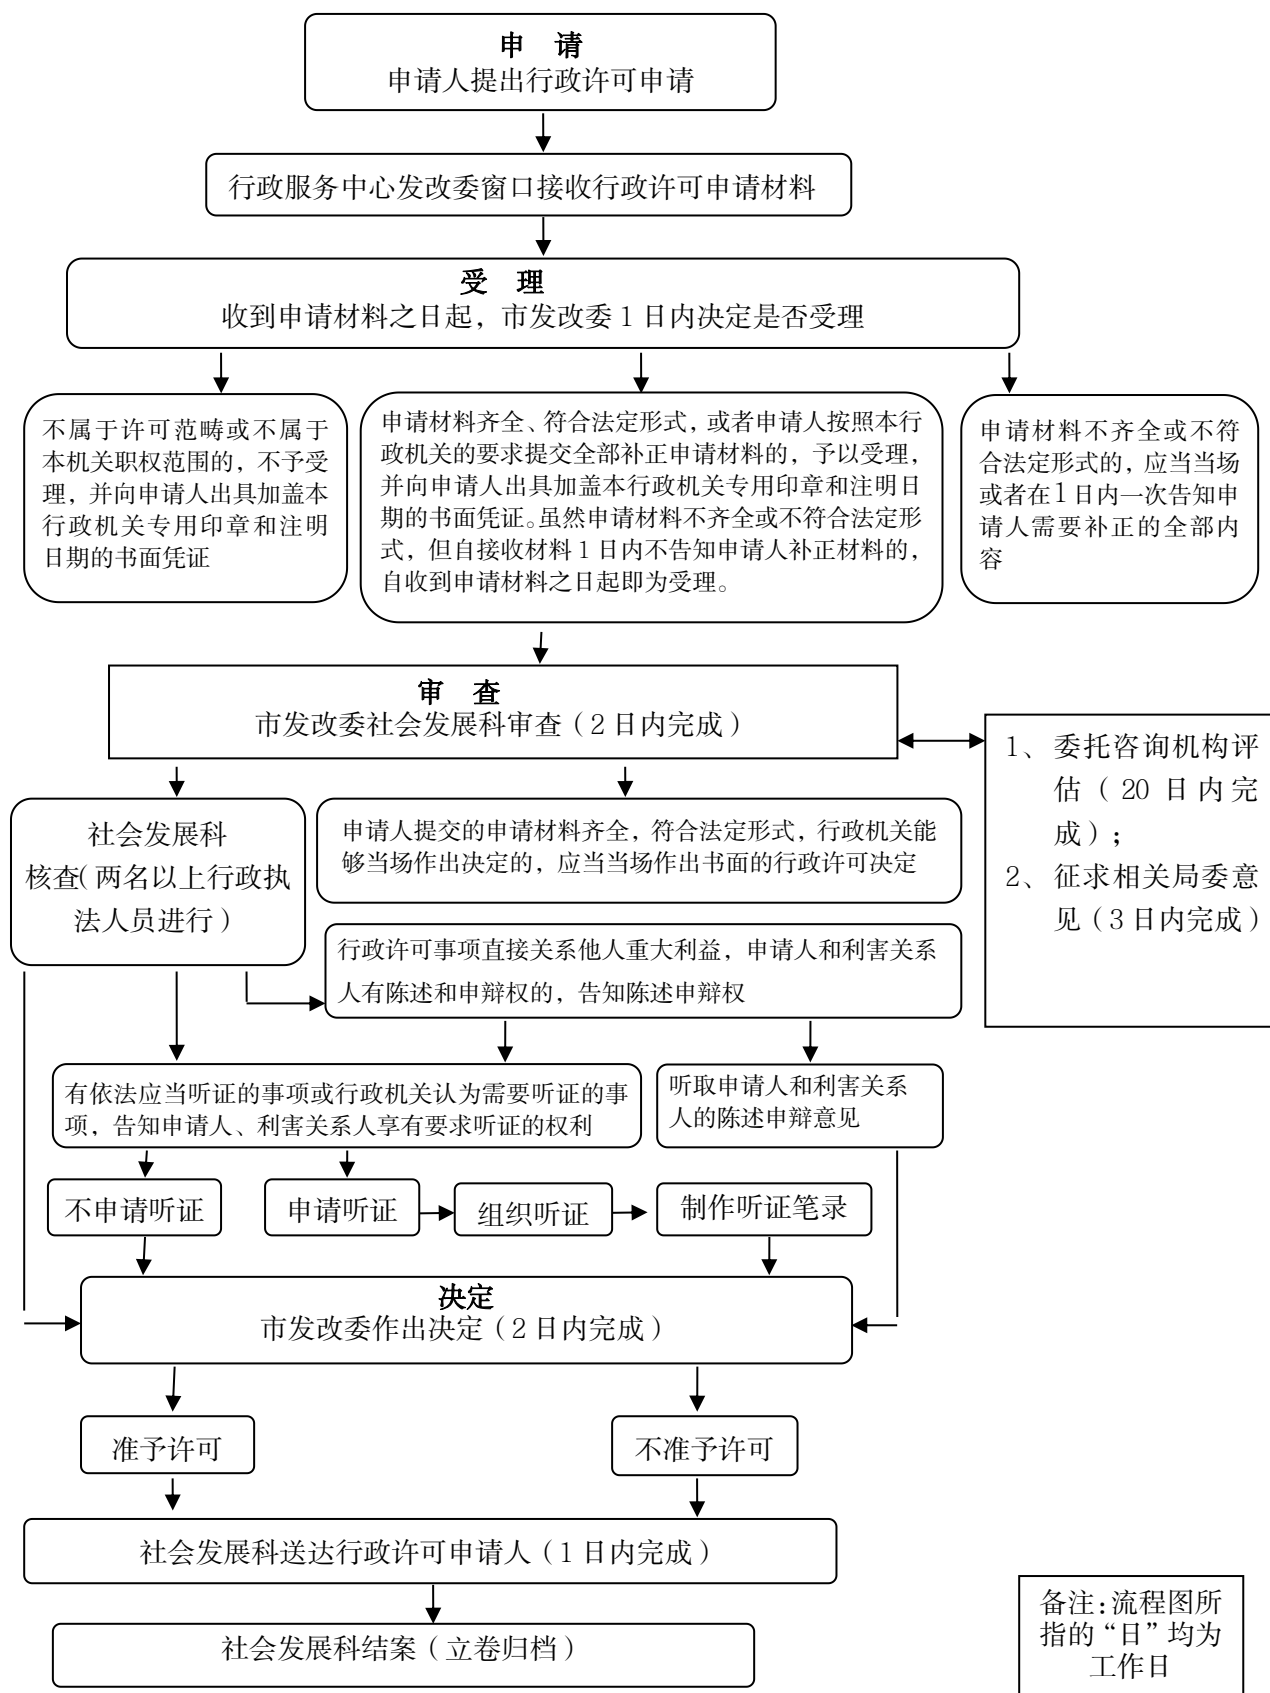 申 请
申请人提出行政许可申请
行政服务中心发改委窗口接收行政许可申请材料
受 理
收到申请材料之日起，市发改委1日内决定是否受理
不属于许可范畴或不属于
本机关职权范围的，不予受
理，并向申请人出具加盖本
行政机关专用印章和注明
日期的书面凭证
申请材料齐全、符合法定形式，或者申请人按照本行
政机关的要求提交全部补正申请材料的，予以受理，
并向申请人出具加盖本行政机关专用印章和注明日
期的书面凭证。虽然申请材料不齐全或不符合法定形
式，但自接收材料1日内不告知申请人补正材料的，
自收到申请材料之日起即为受理。
申请材料不齐全或不符
合法定形式的，应当当场
或者在1日内一次告知申
请人需要补正的全部内
容
审 查
市发改委社会发展科审查（2日内完成）
1、 委托咨询机构评
估（20日内完
成）；
2、 征求相关局委意
见（3日内完成）
社会发展科
核查（两名以上行政执
法人员进行）
申请人提交的申请材料齐全，符合法定形式，行政机关能
够当场作出决定的，应当当场作出书面的行政许可决定
行政许可事项直接关系他人重大利益，申请人和利害关系
人有陈述和申辩权的，告知陈述申辩权
有依法应当听证的事项或行政机关认为需要听证的事
项，告知申请人、利害关系人享有要求听证的权利
听取申请人和利害关系
人的陈述申辩意见
不申请听证
申请听证
组织听证
制作听证笔录
决定
市发改委作出决定（2日内完成）
准予许可
不准予许可
社会发展科送达行政许可申请人（1日内完成）
社会发展科结案（立卷归档）
备注：流程图所
指的“日”均为
工作日